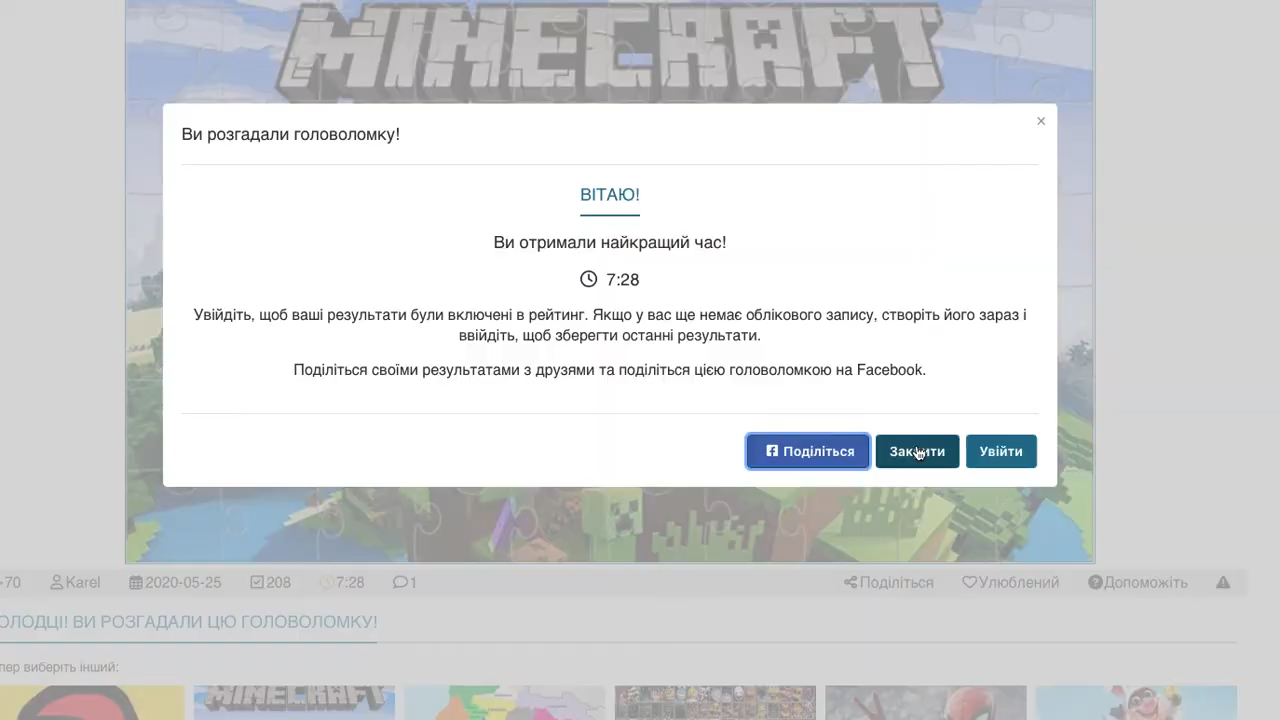 MINECRAFT
Ви розгадали головоломку!
×
ВІТАЮ!
Ви отримали найкращий час!
7:28
Увійдіть, щоб ваші результати були включені в рейтинг. Якщо у вас ще немає облікового запису, створіть його зараз і
ввійдіть, щоб зберегти останні результати.
Поділіться своїми результатами з друзями та поділіться цією головоломкою на Facebook.
Поділіться Закрити Увійти
-70 Karel 2020-05-25 208 7:28 1 Поділіться Улюблений Допоможіть
ОЛОДЦІ! ВИ РОЗГАДАЛИ ЦЮ ГОЛОВОЛОМКУ!
пер виберіть інший:
MINECRAFT